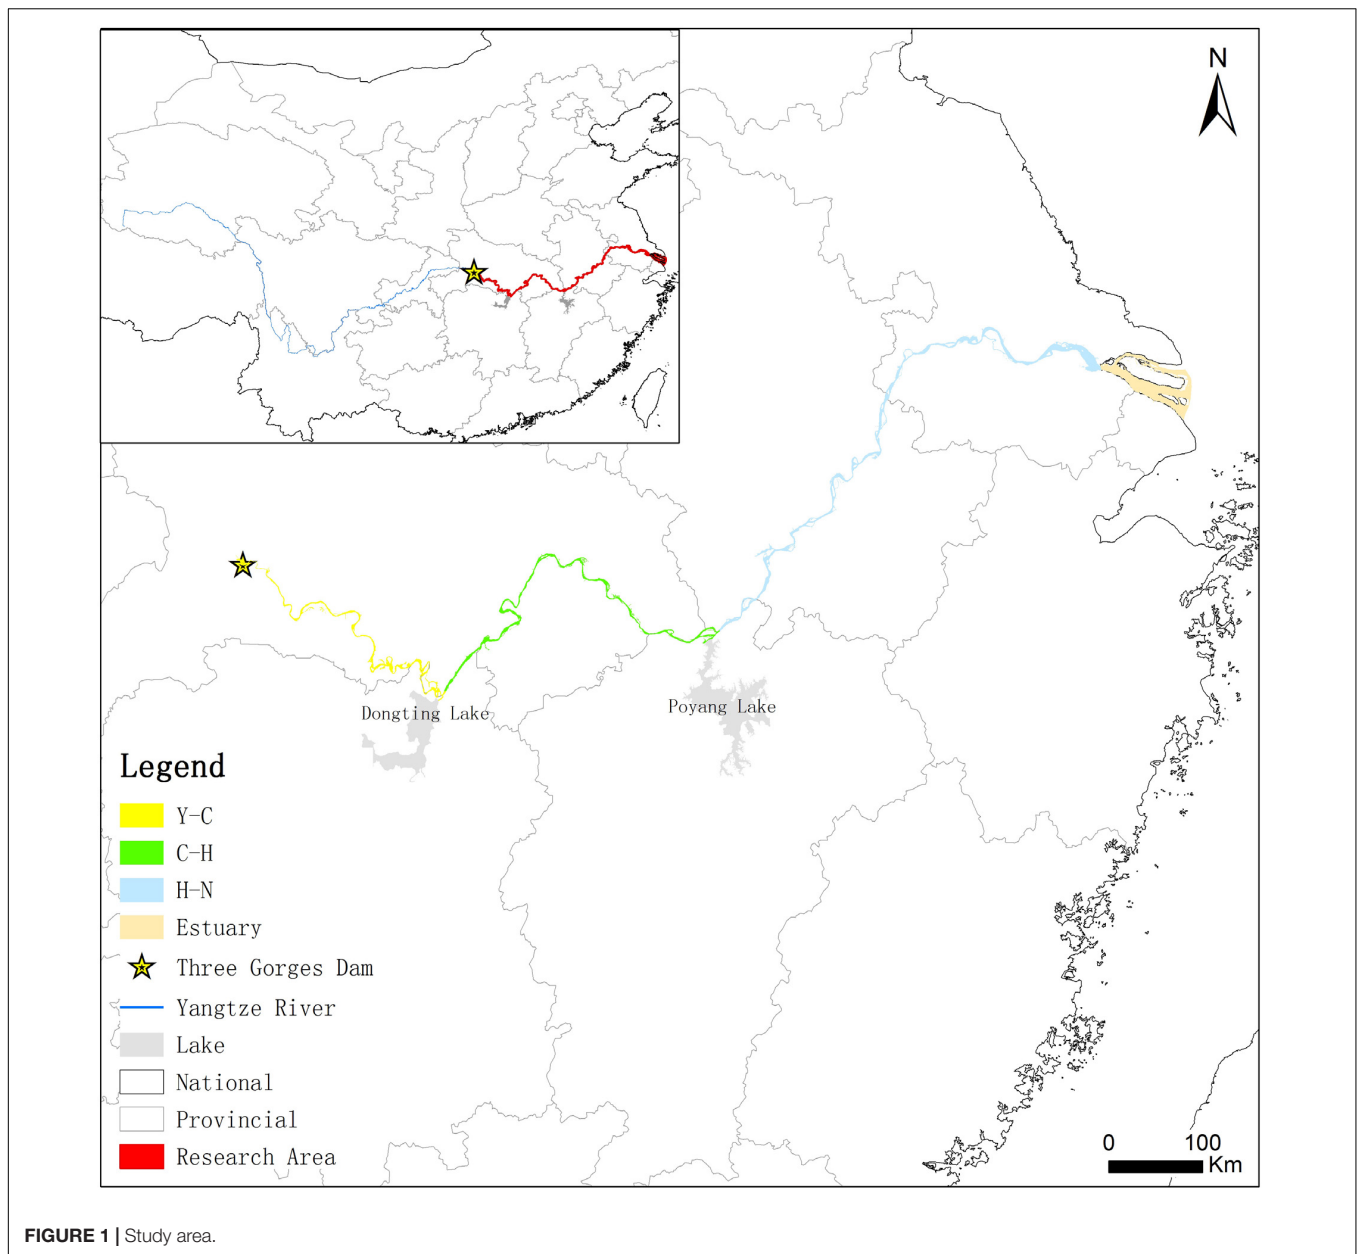 N
Dongting Lake
Poyang Lake
Legend
Y-C
C-H
H-N
Estuary
Three Gorges Dam
Yangtze River
Lake
National
Provincial
Research Area
0 100
Km
FIGURE 1 | Study area.